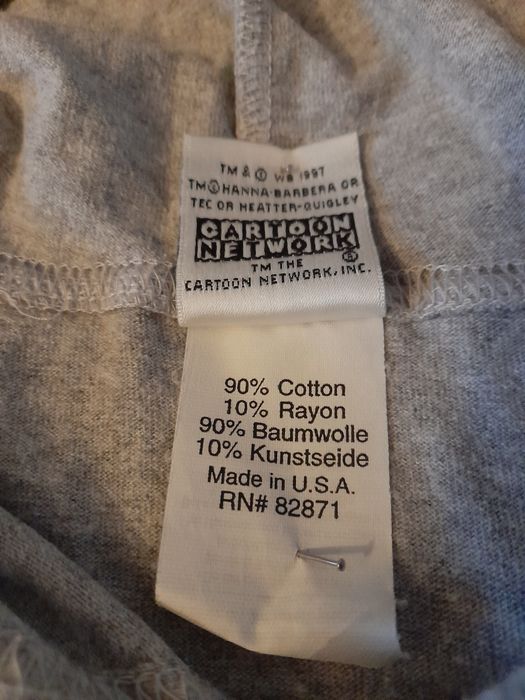 TM & © WB 1997
TM © HANNA-BARBERA OR
TEC OR HEATTER-QUIGLEY
CARTOON
NETWORK ®
TM THE
CARTOON NETWORK, INC.
90% Cotton
10% Rayon
90% Baumwolle
10% Kunstseide
Made in U.S.A.
RN# 82871